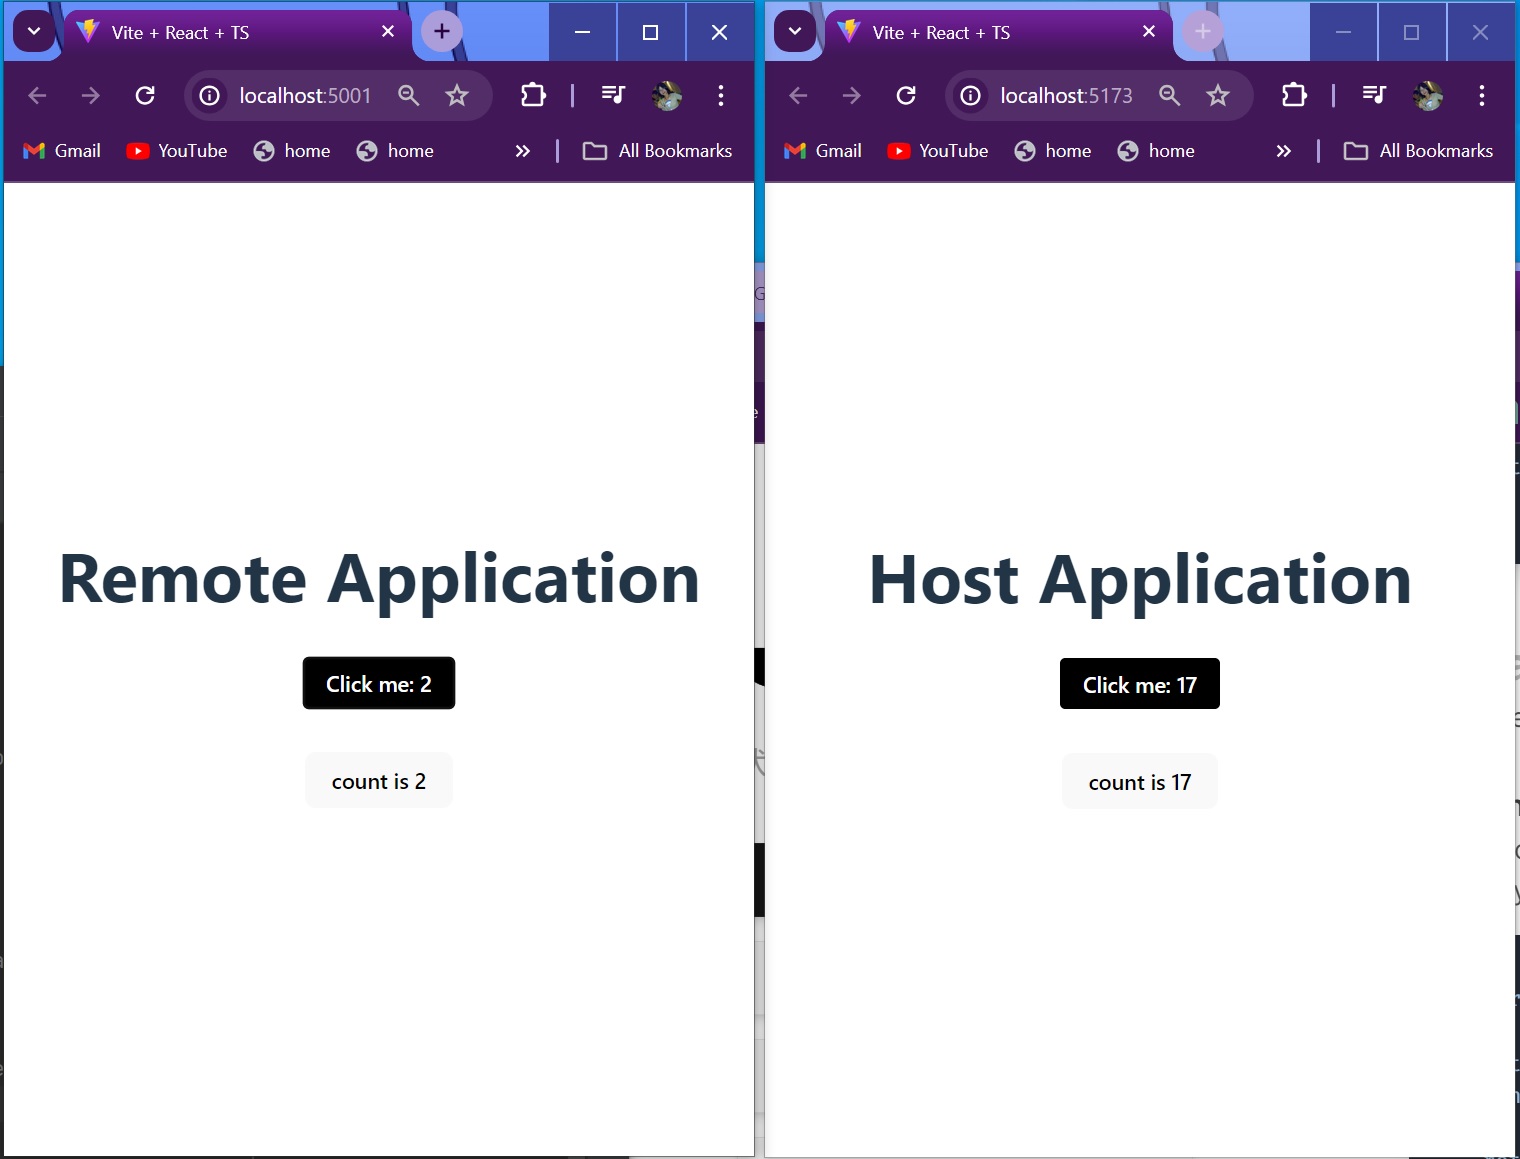 Vite + React + TS
localhost:5001
Gmail
YouTube
home
home
All Bookmarks
Remote Application
Click me: 2
count is 2
Vite + React + TS
localhost:5173
Gmail
YouTube
home
home
All Bookmarks
Host Application
Click me: 17
count is 17